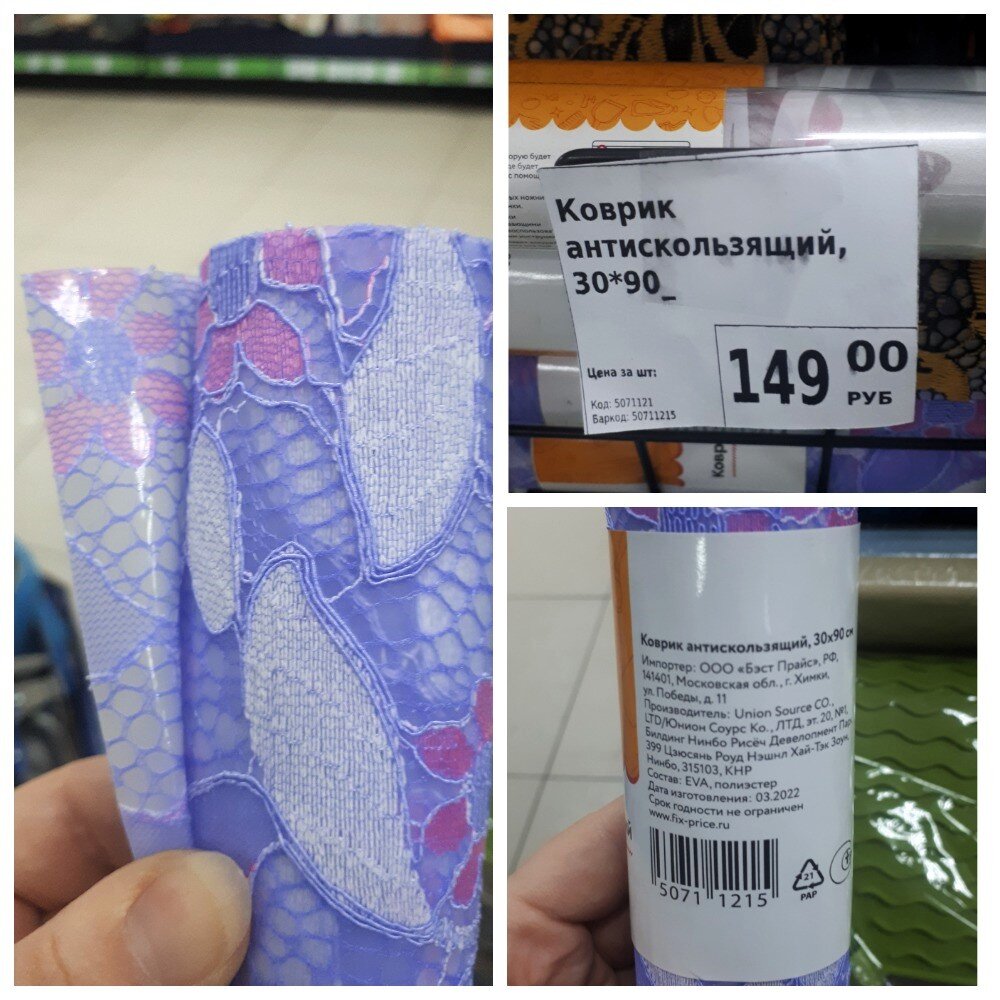 орую будет
е будет
с помощ
Коврик
антискользящий,
30*90_
Цена за шт:
149 00
РУБ
Код: 5071121
Баркод: 50711215
Коврик антискользящий, 30х90 см
Импортер: ООО «Бэст Прайс», РФ,
141401, Московская обл., г. Химки,
ул. Победы, д. 11
Производитель: Union Source CO.,
LTD/Юнион Соурс Ко., ЛТД, эт. 20, №1,
Билдинг Нинбо Рисёч Девелопмент Парк
399 Цзюсянь Роуд Нэшнл Хай-Тэк Зоун,
Нинбо, 315103, КНР
Состав: EVA, полиэстер
Дата изготовления: 03.2022
Срок годности не ограничен
www.fix-price.ru
5071 1215
21
PAP